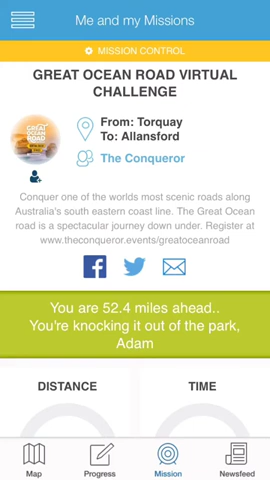 Me and my Missions
MISSION CONTROL
GREAT OCEAN ROAD VIRTUAL
CHALLENGE
GREAT
OCEAN
ROAD
From: Torquay
To: Allansford
The Conqueror
Conquer one of the worlds most scenic roads along
Australia's south eastern coast line. The Great Ocean
road is a spectacular journey down under. Register at
www.theconqueror.events/greatoceanroad
You are 52.4 miles ahead..
You're knocking it out of the park,
Adam
DISTANCE
TIME
Map
Progress
Mission
Newsfeed